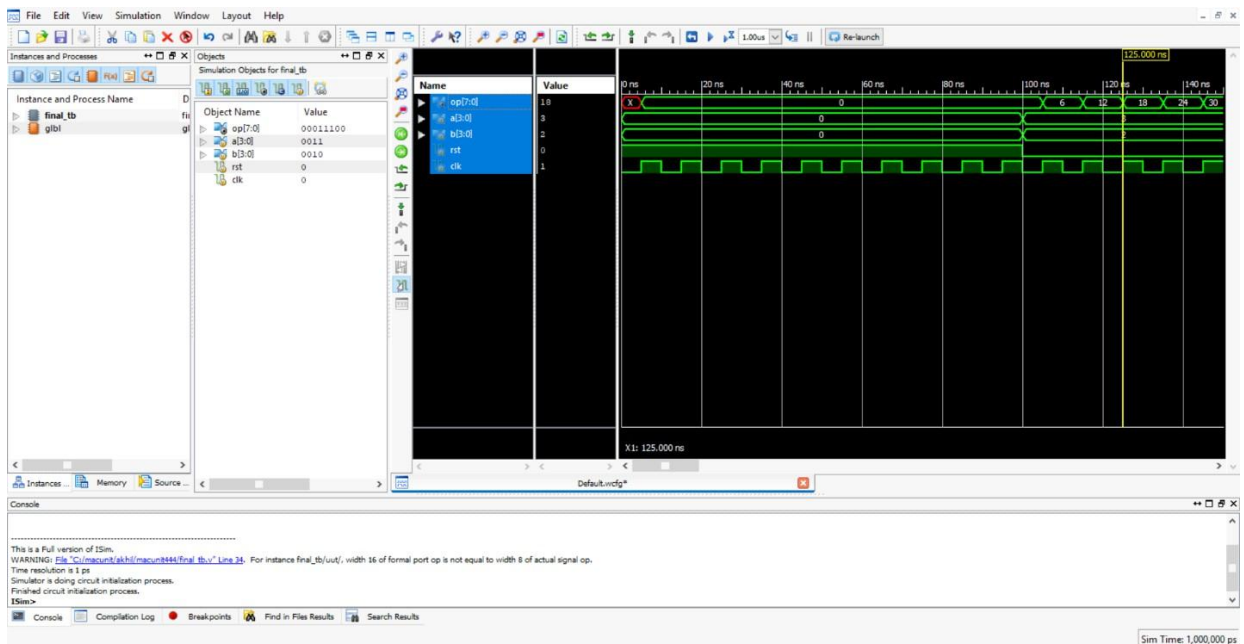 File Edit View Simulation Window Layout Help
1.00us Re-launch
Instances and Processes
Instance and Process Name D
final_tb fi
glbl gl
Instances ... Memory Source ...
Objects
Simulation Objects for final_tb
Object Name Value
op[7:0] 00011100
a[3:0] 0011
b[3:0] 0010
rst 0
clk 0
Name Value
op[7:0] 18
a[3:0] 3
b[3:0] 2
rst 0
clk 1
125.000 ns
0 ns 20 ns 40 ns 60 ns 80 ns 100 ns 120 ns 140 ns
X 0 6 12 18 24 30
0 3
0 2
X1: 125.000 ns
Default.wcfg*
Console
This is a Full version of ISim.
WARNING: File "C:/macunit/akhil/macunit444/final_tb.v" Line 34. For instance final_tb/uut/, width 16 of formal port op is not equal to width 8 of actual signal op.
Time resolution is 1 ps
Simulator is doing circuit initialization process.
Finished circuit initialization process.
ISim>
Console Compilation Log Breakpoints Find in Files Results Search Results
Sim Time: 1,000,000 ps